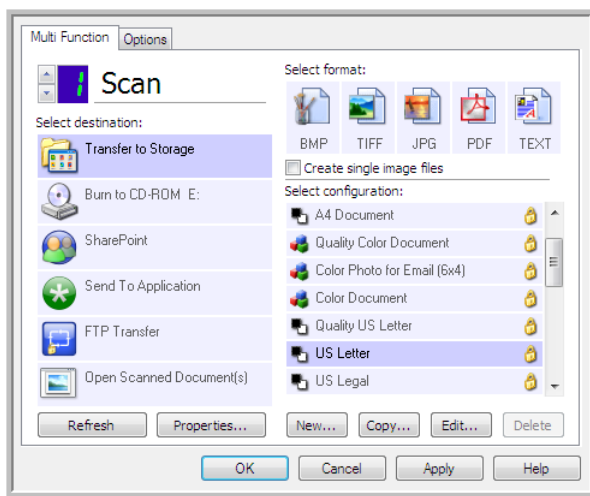 Multi Function
Options
1
Scan
Select destination:
Transfer to Storage
Burn to CD-ROM E:
SharePoint
Send To Application
FTP Transfer
Open Scanned Document(s)
Refresh
Properties...
Select format:
BMP
TIFF
JPG
PDF
TEXT
Create single image files
Select configuration:
A4 Document
Quality Color Document
Color Photo for Email (6x4)
Color Document
Quality US Letter
US Letter
US Legal
New...
Copy...
Edit...
Delete
OK
Cancel
Apply
Help